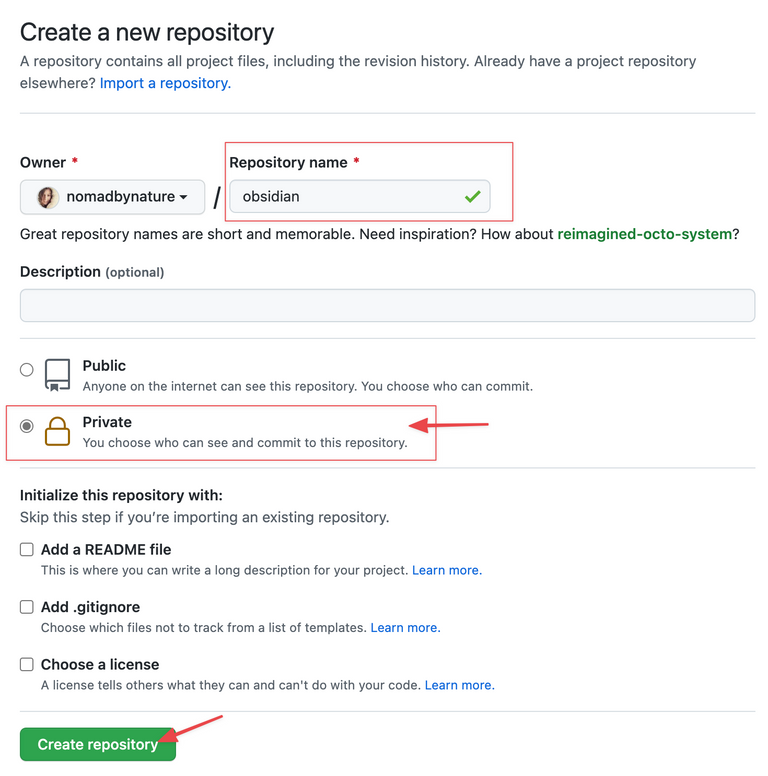 Create a new repository
A repository contains all project files, including the revision history. Already have a project repository
elsewhere? Import a repository.
Owner *
Repository name *
nomadbynature / obsidian
Great repository names are short and memorable. Need inspiration? How about reimagined-octo-system?
Description (optional)
Public
Anyone on the internet can see this repository. You choose who can commit.
Private
You choose who can see and commit to this repository.
Initialize this repository with:
Skip this step if you’re importing an existing repository.
Add a README file
This is where you can write a long description for your project. Learn more.
Add .gitignore
Choose which files not to track from a list of templates. Learn more.
Choose a license
A license tells others what they can and can't do with your code. Learn more.
Create repository